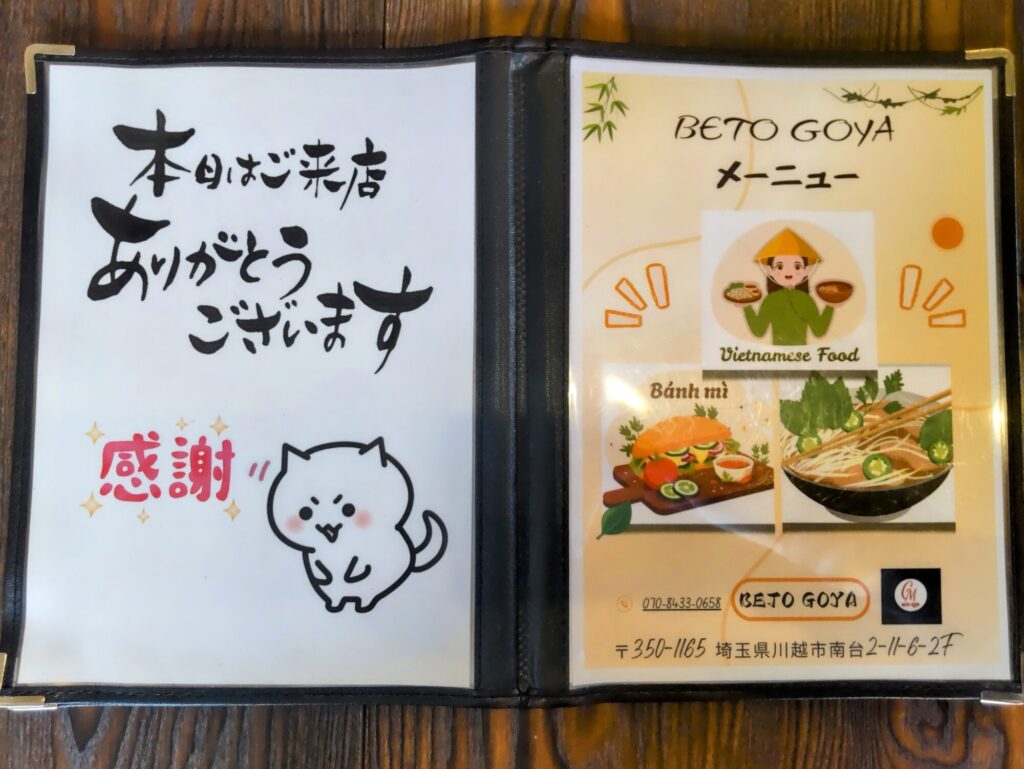 本日はご来店
ありがとう
ございます
感謝
BETO GOYA
メーニュー
Vietnamese Food
Bánh mì
070-8433-0658
BETO GOYA
〒350-1165 埼玉県川越市南台2-11-6-2F